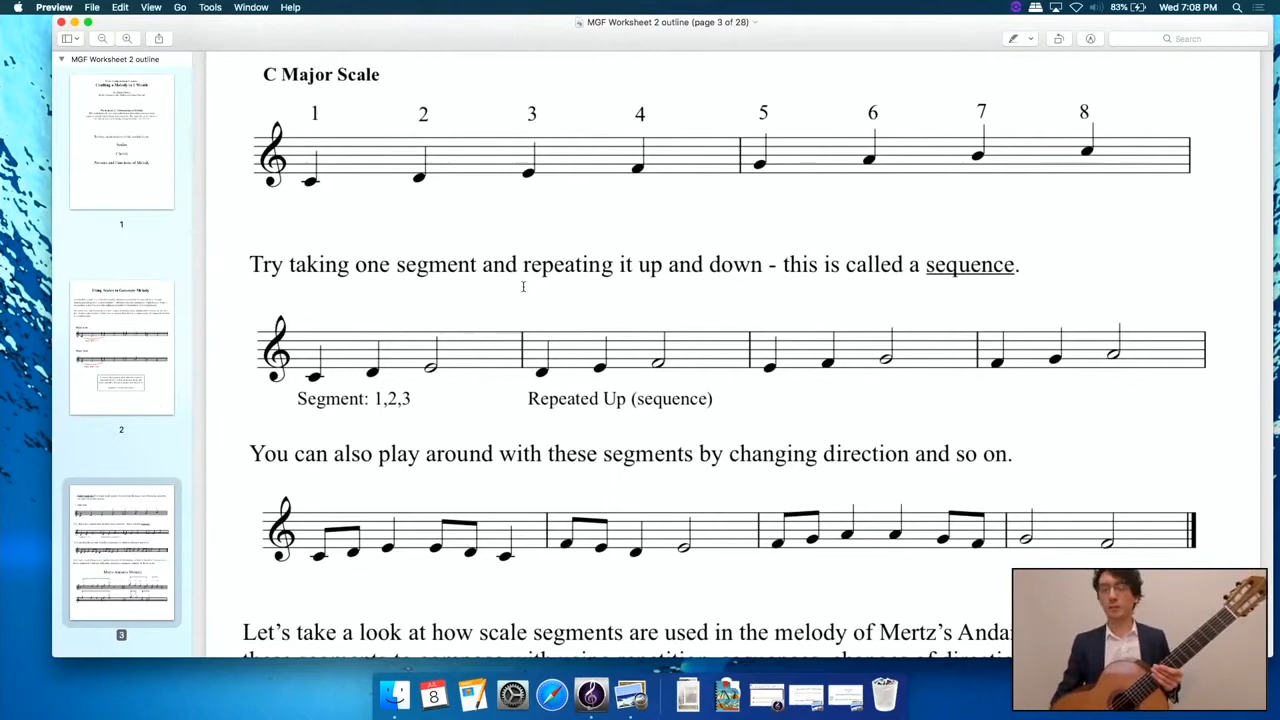 Preview File Edit View Go Tools Window Help 83% Wed 7:08 PM
MGF Worksheet 2 outline (page 3 of 28)
Search
MGF Worksheet 2 outline
1
2
3
C Major Scale
1 2 3 4 5 6 7 8
Try taking one segment and repeating it up and down - this is called a sequence.
Segment: 1,2,3 Repeated Up (sequence)
You can also play around with these segments by changing direction and so on.
Let’s take a look at how scale segments are used in the melody of Mertz’s Andan
8